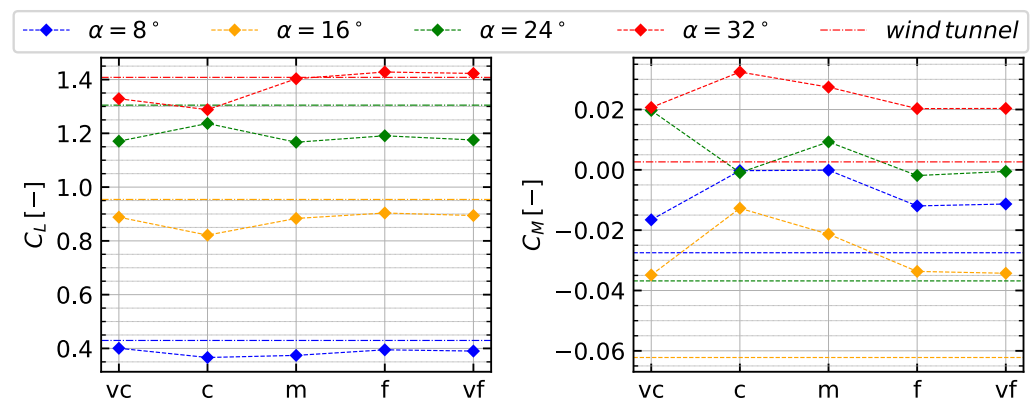 α = 8° α = 16° α = 24° α = 32° wind tunnel
1.4
1.2
1.0
0.8
0.6
0.4
C_L [−]
vc c m f vf
0.02
0.00
−0.02
−0.04
−0.06
C_M [−]
vc c m f vf